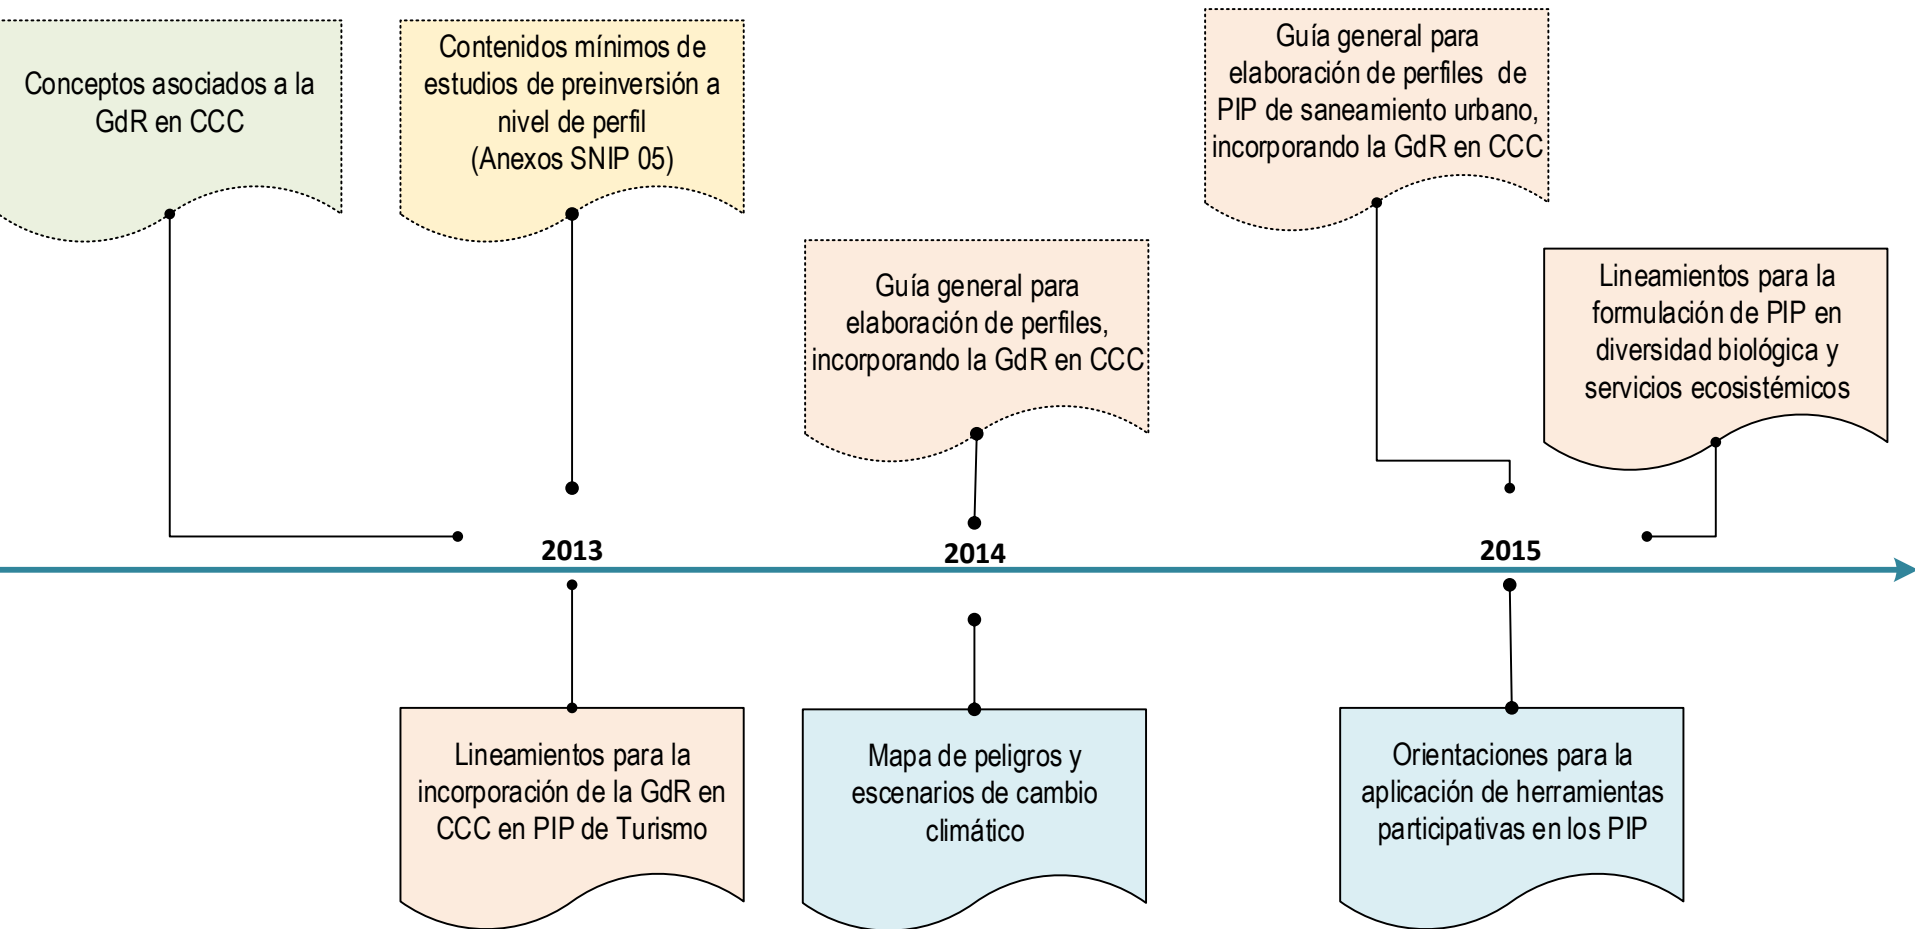 Conceptos asociados a la
GdR en CCC
Contenidos mínimos de
estudios de preinversión a
nivel de perfil
(Anexos SNIP 05)
Guía general para
elaboración de perfiles,
incorporando la GdR en CCC
Guía general para
elaboración de perfiles de
PIP de saneamiento urbano,
incorporando la GdR en CCC
Lineamientos para la
formulación de PIP en
diversidad biológica y
servicios ecosistémicos
2013
2014
2015
Lineamientos para la
incorporación de la GdR en
CCC en PIP de Turismo
Mapa de peligros y
escenarios de cambio
climático
Orientaciones para la
aplicación de herramientas
participativas en los PIP